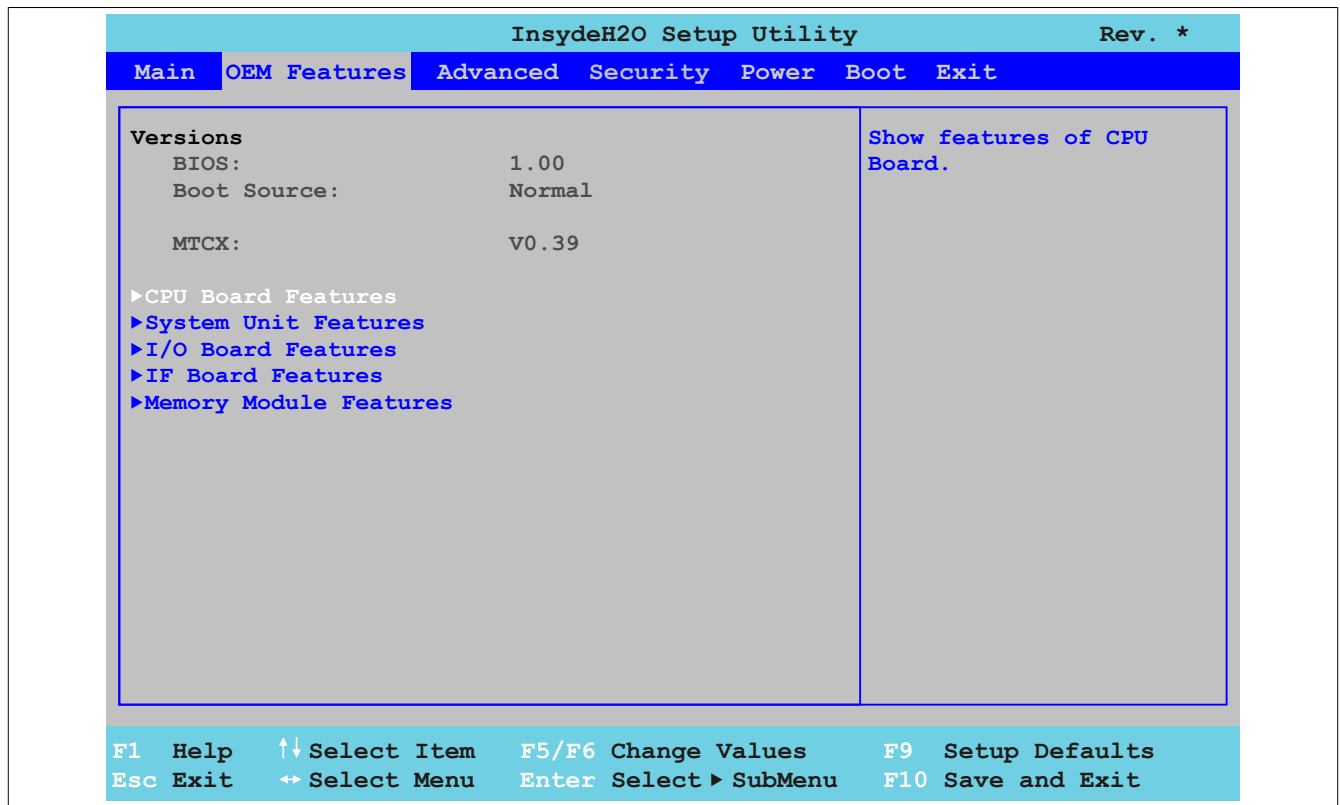 InsydeH2O Setup Utility Rev. *
Main OEM Features Advanced Security Power Boot Exit
Versions
BIOS: 1.00
Boot Source: Normal
MTCX: V0.39
▶CPU Board Features
▶System Unit Features
▶I/O Board Features
▶IF Board Features
▶Memory Module Features
Show features of CPU
Board.
F1 Help ↑↓ Select Item F5/F6 Change Values F9 Setup Defaults
Esc Exit ↔ Select Menu Enter Select ▶ SubMenu F10 Save and Exit